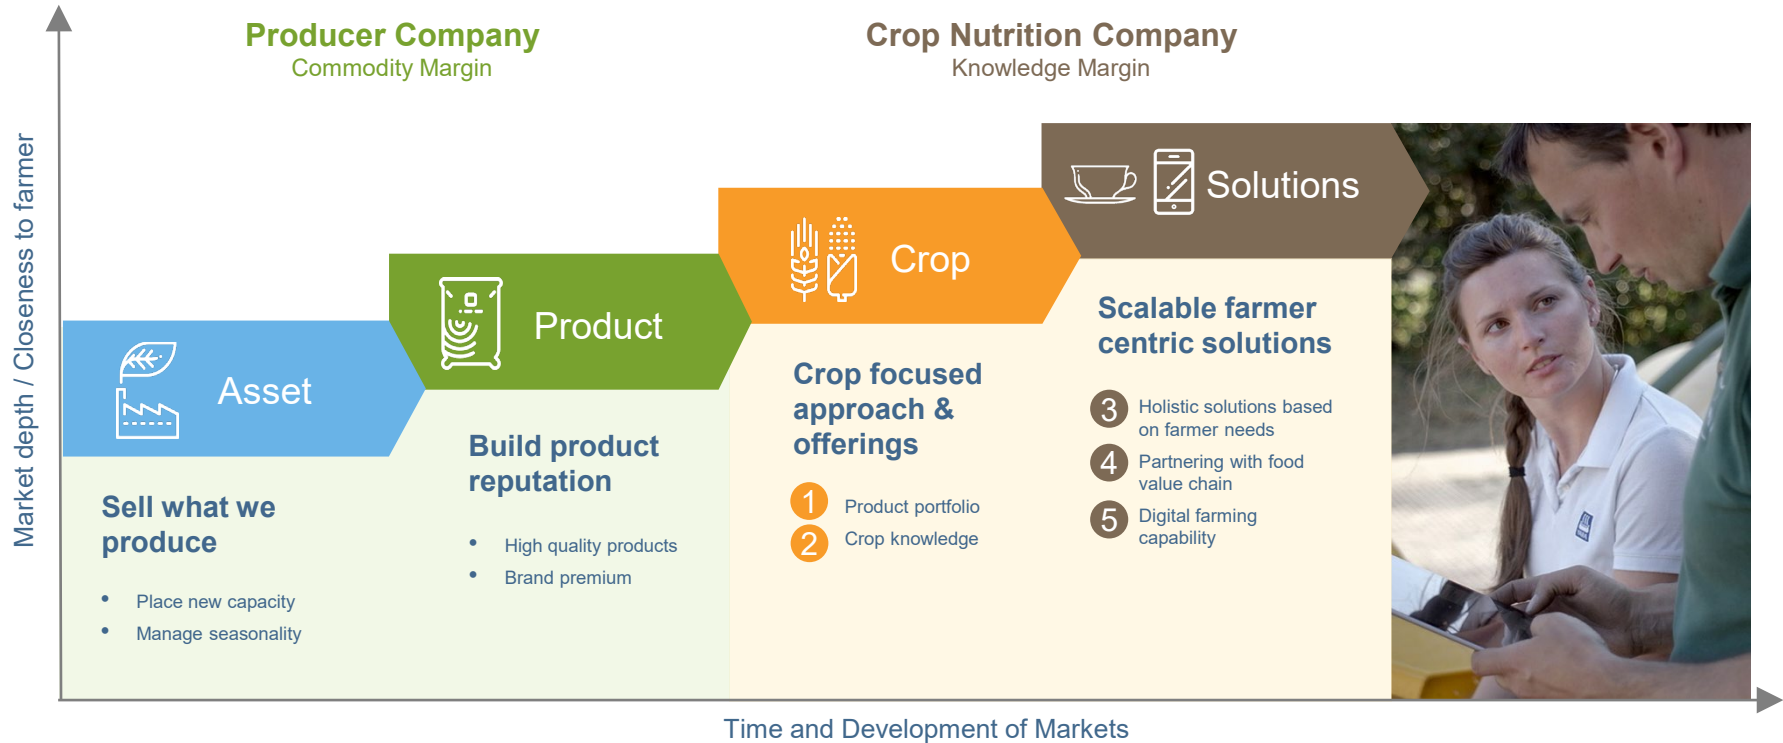 Producer Company
Commodity Margin
Crop Nutrition Company
Knowledge Margin
Market depth / Closeness to farmer
Asset
Sell what we
produce
• Place new capacity
• Manage seasonality
Product
Build product
reputation
• High quality products
• Brand premium
Crop
Crop focused
approach &
offerings
1 Product portfolio
2 Crop knowledge
Solutions
Scalable farmer
centric solutions
3 Holistic solutions based
on farmer needs
4 Partnering with food
value chain
5 Digital farming
capability
Time and Development of Markets